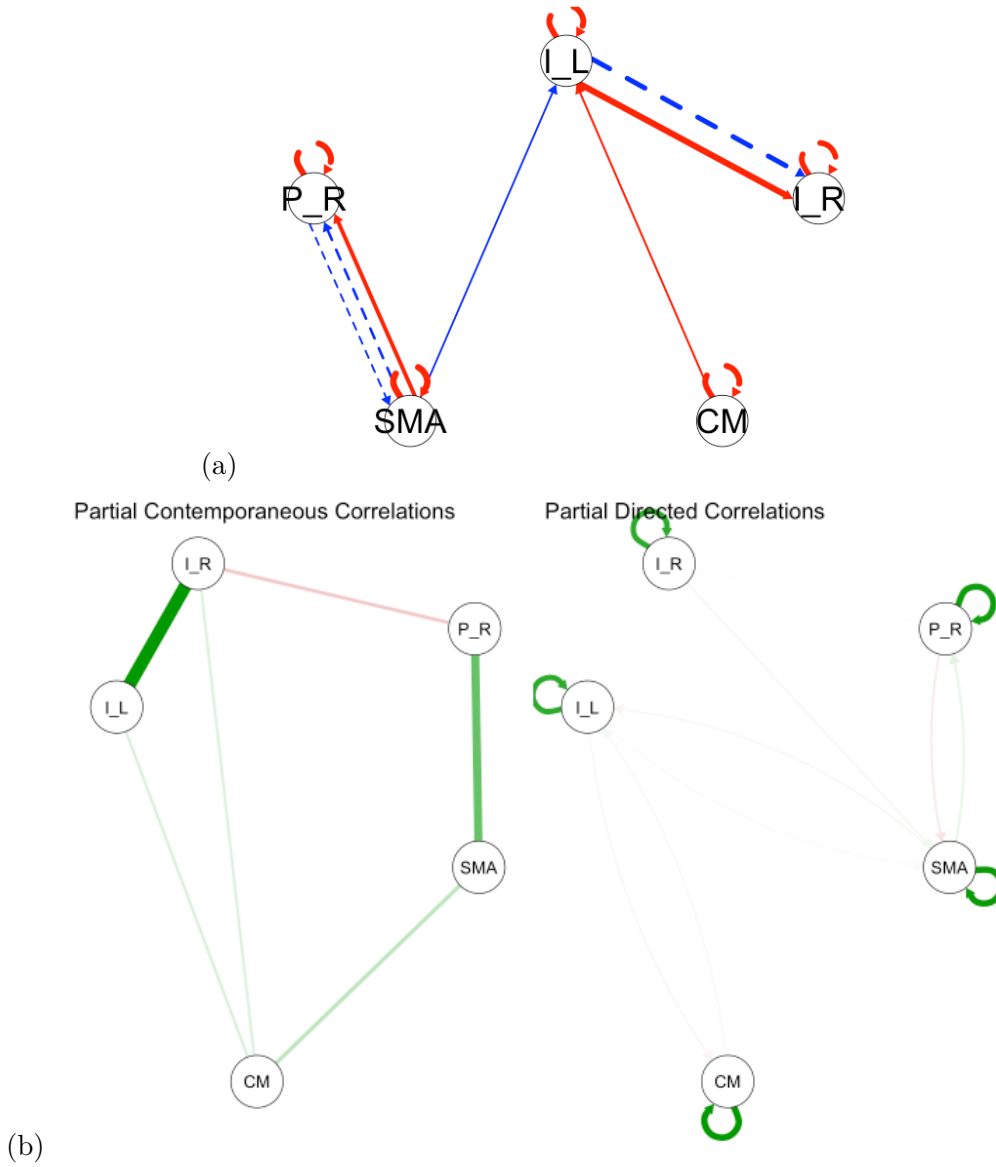 I_L
P_R
I_R
SMA
CM
(a)
Partial Contemporaneous Correlations
Partial Directed Correlations
I_R
I_R
P_R
P_R
I_L
I_L
SMA
SMA
CM
CM
(b)